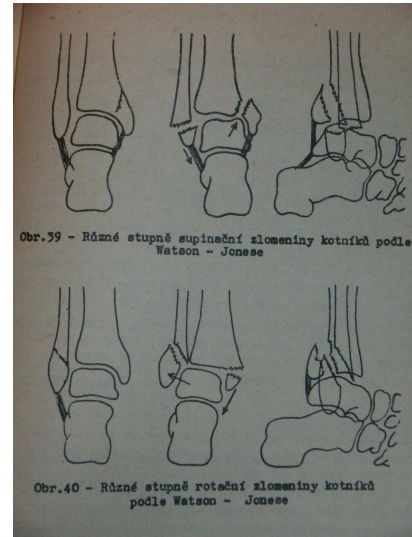 Obr.39 - Různé stupně supinační zlomeniny kotníků podle
Watson - Jonese
Obr.40 - Různé stupně rotační zlomeniny kotníků
podle Watson - Jonese